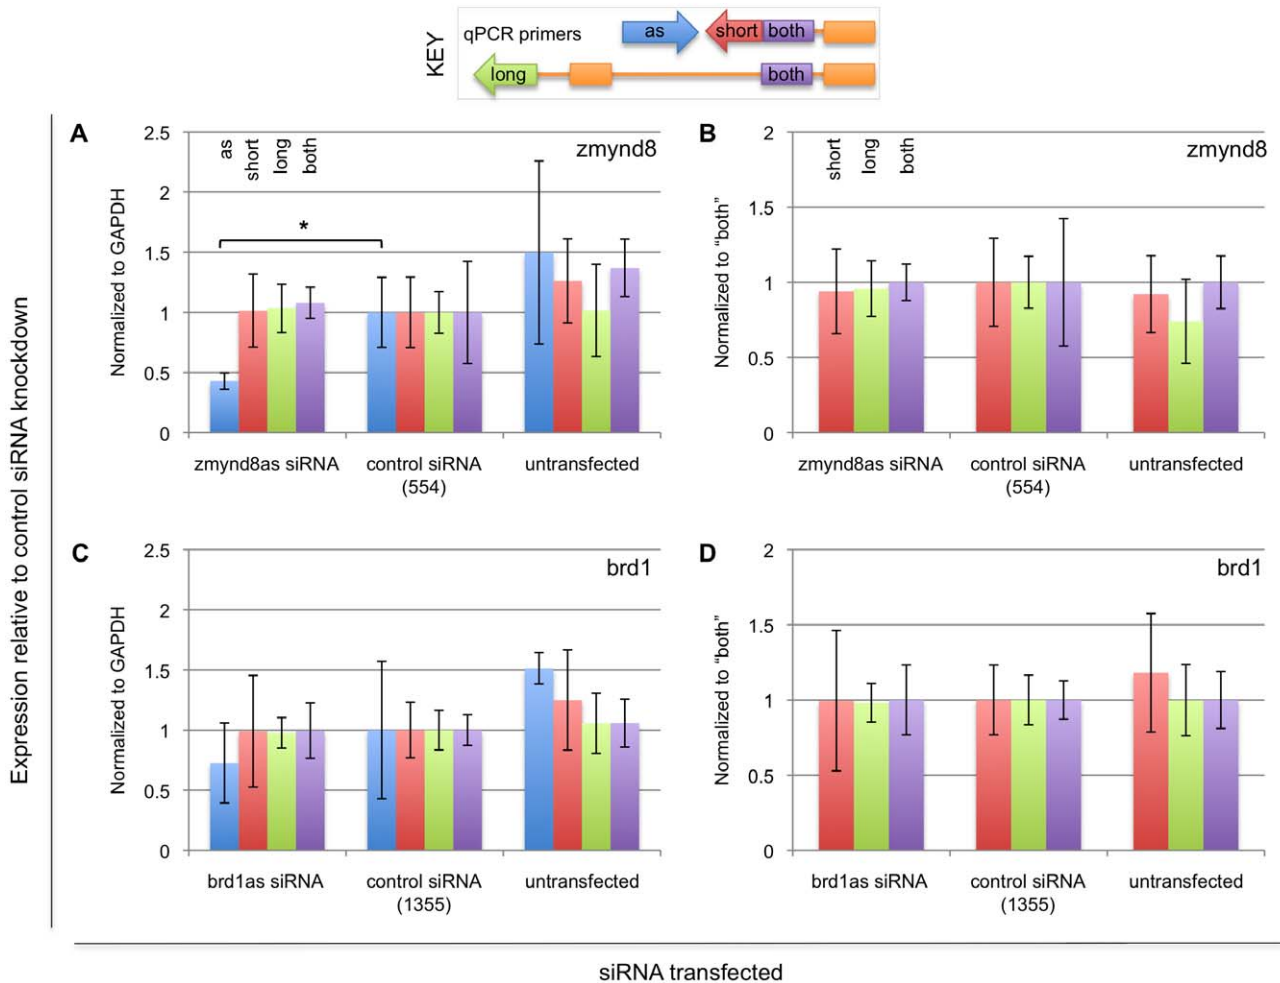 KEY
qPCR primers
as
short both
long
both
Expression relative to control siRNA knockdown
A
zmynd8
as
short
long
both
*
Normalized to GAPDH
2.5
2
1.5
1
0.5
0
zmynd8as siRNA
control siRNA
(554)
untransfected
B
zmynd8
short
long
both
Normalized to "both"
2
1.5
1
0.5
0
zmynd8as siRNA
control siRNA
(554)
untransfected
C
brd1
Normalized to GAPDH
2.5
2
1.5
1
0.5
0
brd1as siRNA
control siRNA
(1355)
untransfected
D
brd1
Normalized to "both"
2
1.5
1
0.5
0
brd1as siRNA
control siRNA
(1355)
untransfected
siRNA transfected